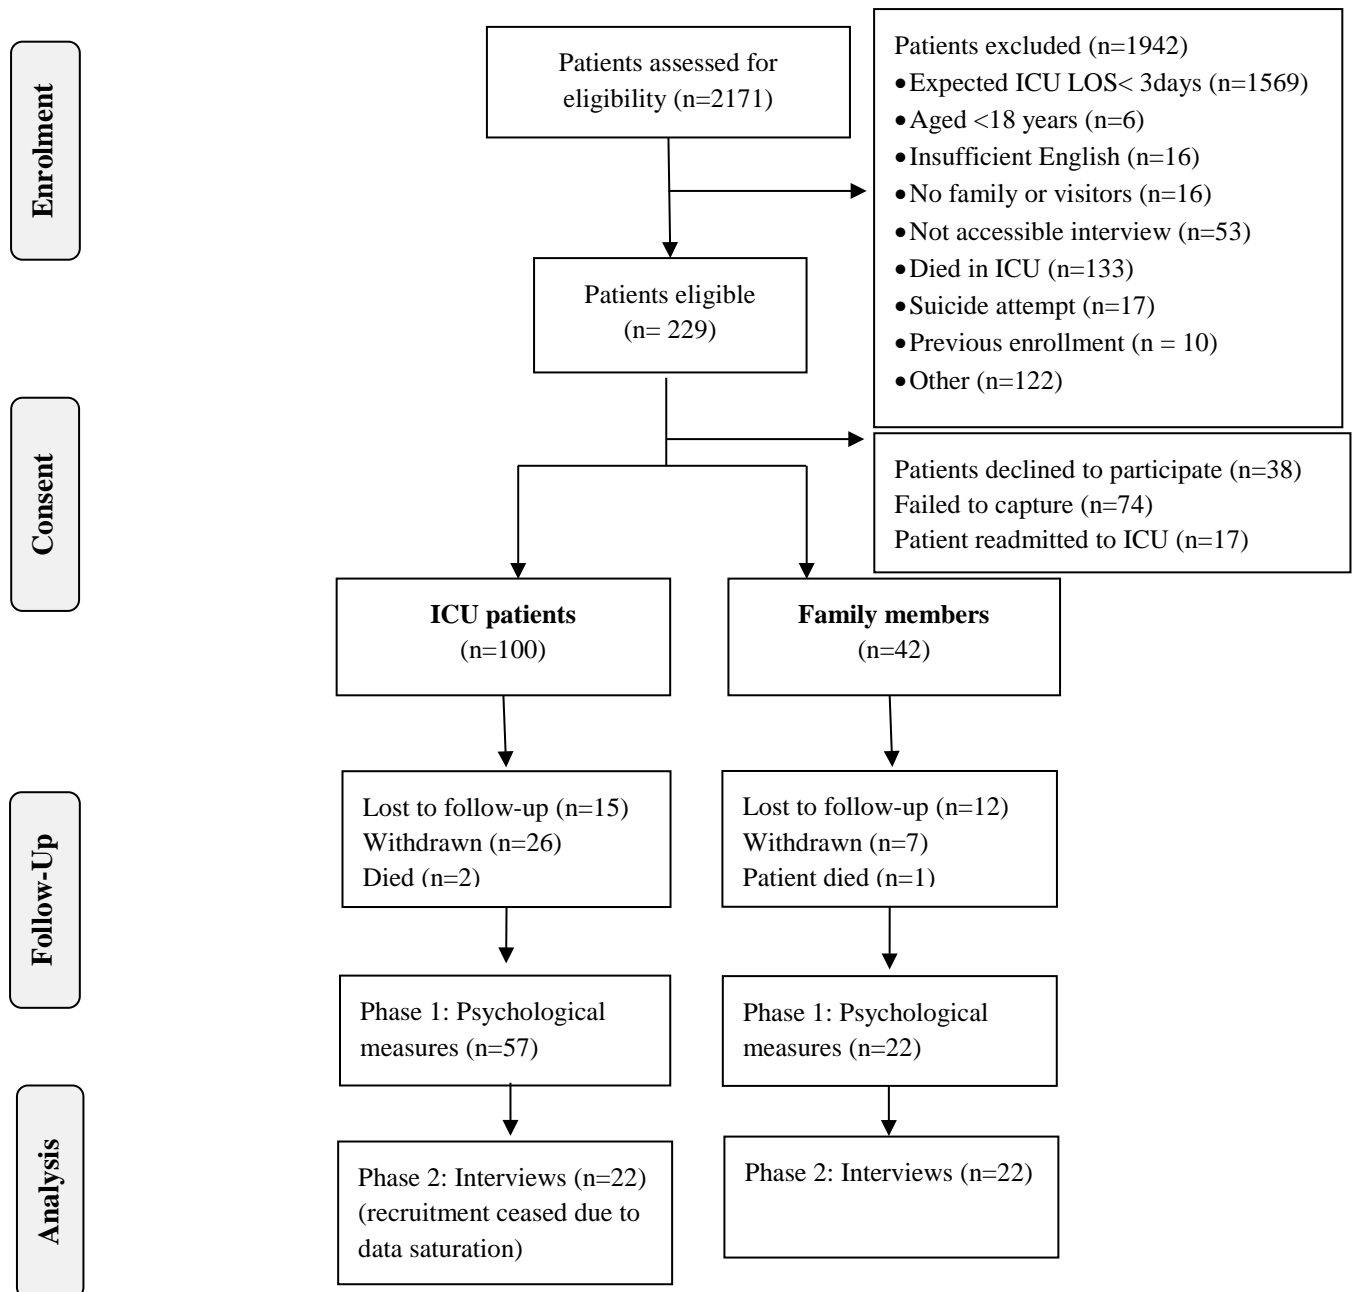 Enrolment
Patients assessed for
eligibility (n=2171)
Patients excluded (n=1942)
•Expected ICU LOS< 3days (n=1569)
•Aged <18 years (n=6)
•Insufficient English (n=16)
•No family or visitors (n=16)
•Not accessible interview (n=53)
•Died in ICU (n=133)
•Suicide attempt (n=17)
•Previous enrollment (n = 10)
•Other (n=122)
Patients eligible
(n= 229)
Consent
Patients declined to participate (n=38)
Failed to capture (n=74)
Patient readmitted to ICU (n=17)
ICU patients
(n=100)
Family members
(n=42)
Follow-Up
Lost to follow-up (n=15)
Withdrawn (n=26)
Died (n=2)
Lost to follow-up (n=12)
Withdrawn (n=7)
Patient died (n=1)
Phase 1: Psychological
measures (n=57)
Phase 1: Psychological
measures (n=22)
Analysis
Phase 2: Interviews (n=22)
(recruitment ceased due to
data saturation)
Phase 2: Interviews (n=22)